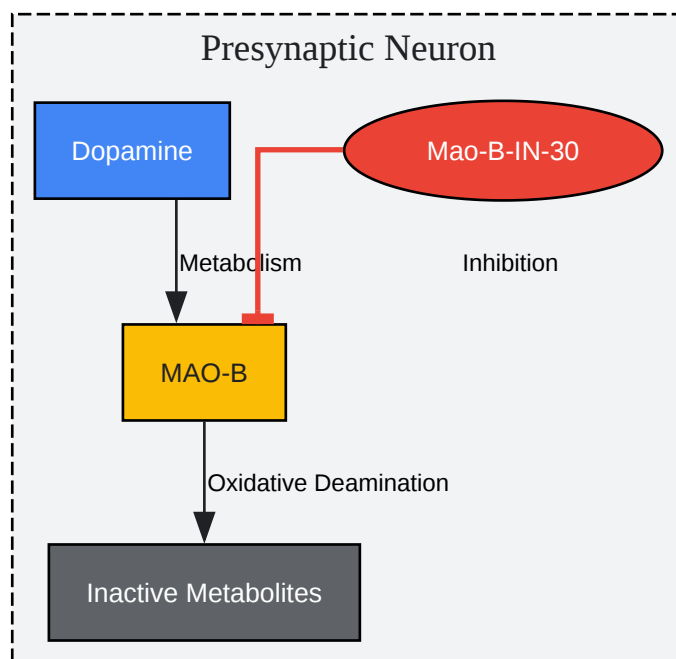 Presynaptic Neuron
Dopamine
Mao-B-IN-30
Metabolism
Inhibition
MAO-B
Oxidative Deamination
Inactive Metabolites